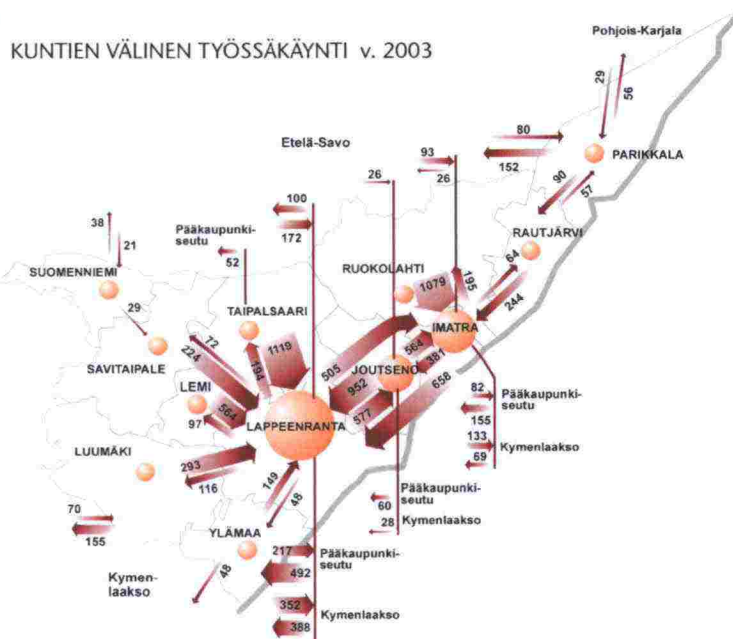 KUNTIEN VÄLINEN TYÖSSÄKÄYNTI v. 2003
Pohjois-Karjala
29
56
80
152
PARIKKALA
Etelä-Savo
93
26
26
90
57
100
172
38
21
Pääkaupunki-
seutu
52
RAUTJÄRVI
64
244
SUOMENNIEMI
RUOKOLAHTI
1079
195
IMATRA
29
TAIPALSAARI
72
224
194
1119
SAVITAIPALE
505
564
381
JOUTSENO
952
577
658
LEMI
564
97
LAPPEENRANTA
82
Pääkaupunki-
seutu
155
133
Kymenlaakso
69
LUUMÄKI
293
116
149
48
70
155
Pääkaupunki-
seutu
60
28
Kymenlaakso
YLÄMAA
217
492
Pääkaupunki-
seutu
Kymen-
laakso
48
352
388
Kymenlaakso